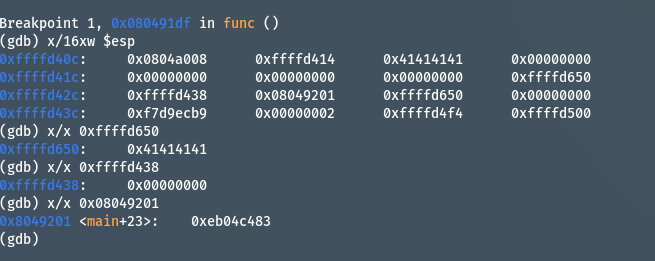 Breakpoint 1, 0x080491df in func ()
(gdb) x/16xw $esp
0xffffd40c: 0x0804a008 0xffffd414 0x41414141 0x00000000
0xffffd41c: 0x00000000 0x00000000 0x00000000 0xffffd650
0xffffd42c: 0xffffd438 0x08049201 0xffffd650 0x00000000
0xffffd43c: 0xf7d9ecb9 0x00000002 0xffffd4f4 0xffffd500
(gdb) x/x 0xffffd650
0xffffd650: 0x41414141
(gdb) x/x 0xffffd438
0xffffd438: 0x00000000
(gdb) x/x 0x08049201
0x8049201 <main+23>: 0xeb04c483
(gdb)